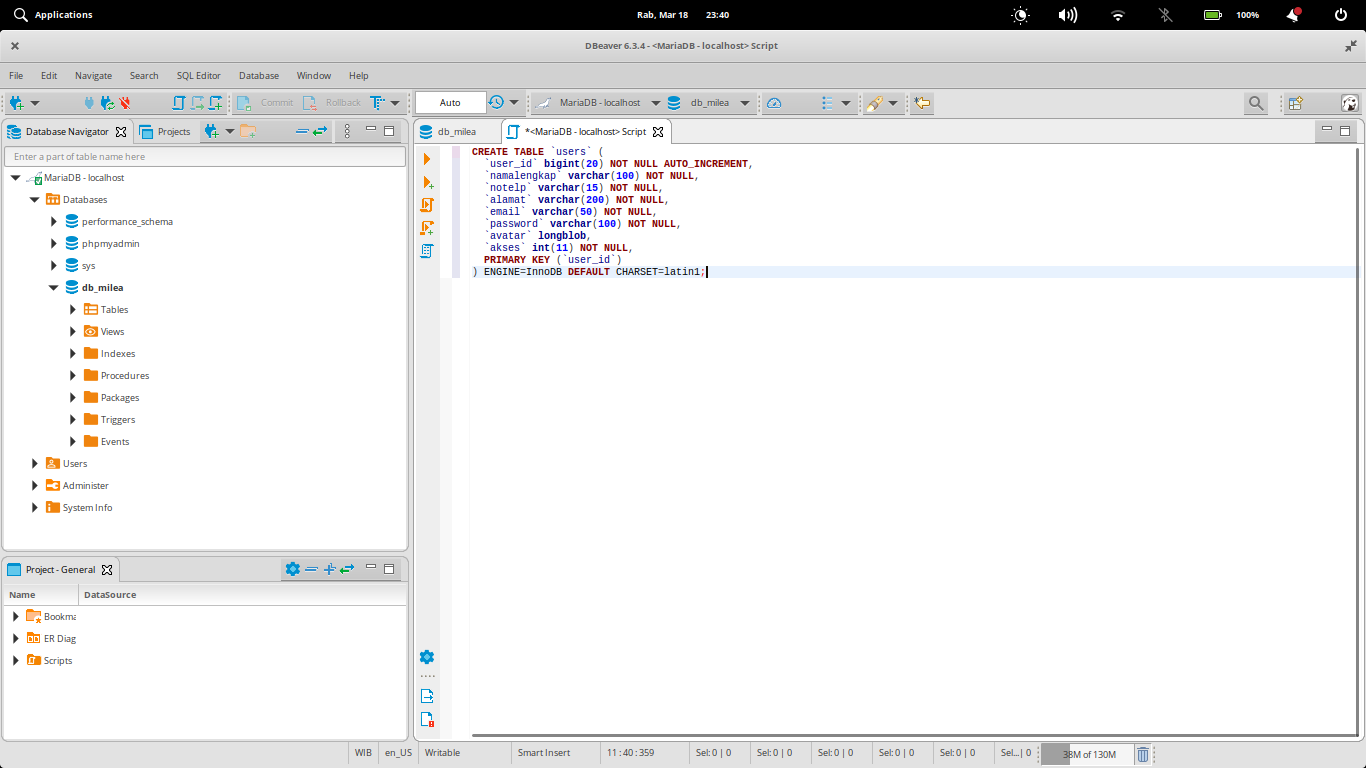 Applications
Rab, Mar 18 23:40
100%
DBeaver 6.3.4 - <MariaDB - localhost> Script
File Edit Navigate Search SQL Editor Database Window Help
Commit Rollback Auto MariaDB - localhost db_milea
Database Navigator Projects
Enter a part of table name here
MariaDB - localhost
Databases
performance_schema
phpmyadmin
sys
db_milea
Tables
Views
Indexes
Procedures
Packages
Triggers
Events
Users
Administer
System Info
Project - General
Name DataSource
Bookma
ER Diag
Scripts
db_milea *<MariaDB - localhost> Script
CREATE TABLE `users` (
`user_id` bigint(20) NOT NULL AUTO_INCREMENT,
`namalengkap` varchar(100) NOT NULL,
`notelp` varchar(15) NOT NULL,
`alamat` varchar(200) NOT NULL,
`email` varchar(50) NOT NULL,
`password` varchar(100) NOT NULL,
`avatar` longblob,
`akses` int(11) NOT NULL,
PRIMARY KEY (`user_id`)
) ENGINE=InnoDB DEFAULT CHARSET=latin1;
WIB en_US Writable Smart Insert 11 : 40 : 359 Sel: 0 | 0 Sel: 0 | 0 Sel: 0 | 0 Sel: 0 | 0 Sel: 0 | 0 Sel...| 0 38M of 130M